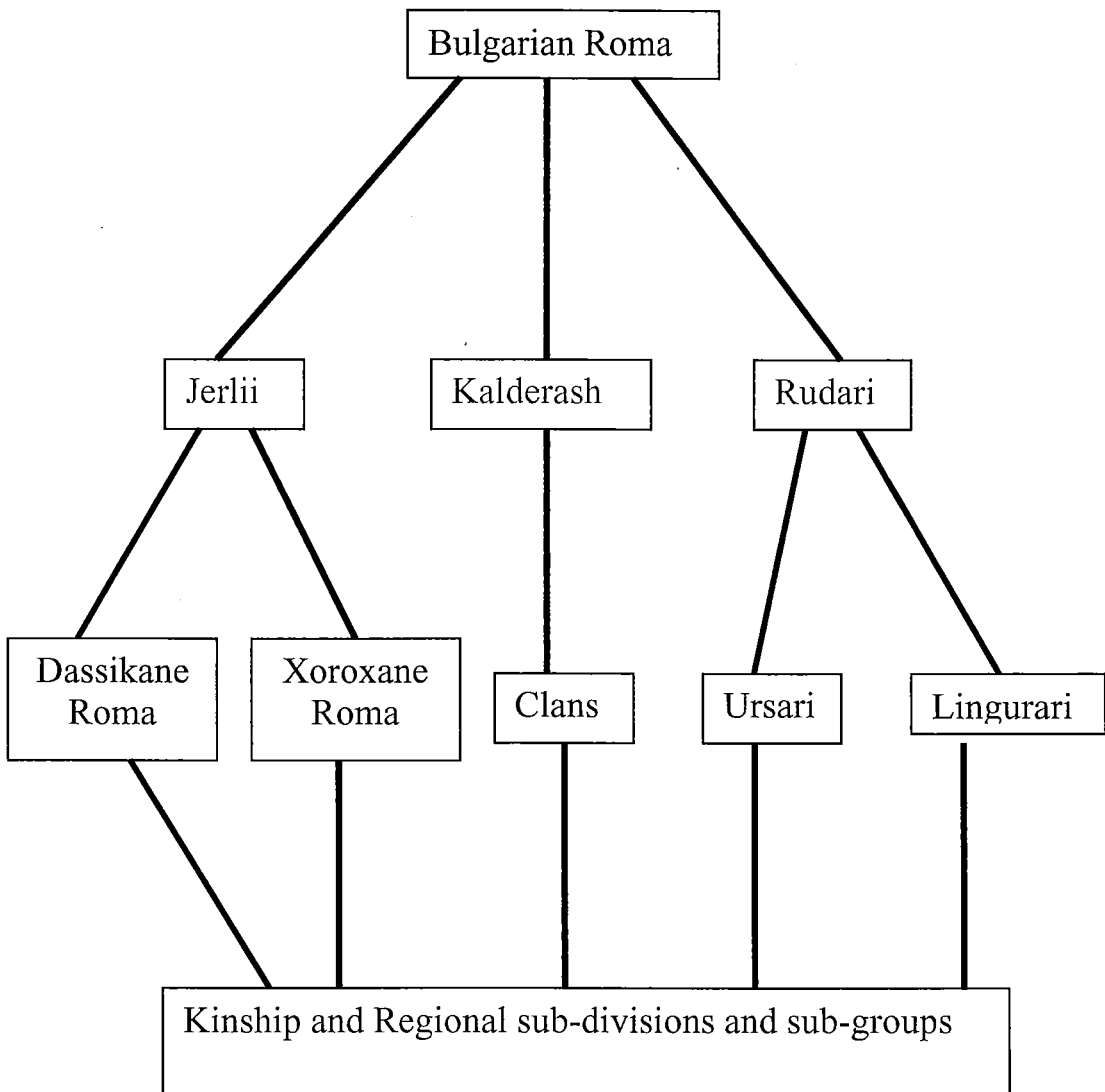 Bulgarian Roma
Jerlii
Kalderash
Rudari
Dassikane
Roma
Xoroxane
Roma
Clans
Ursari
Lingurari
Kinship and Regional sub-divisions and sub-groups